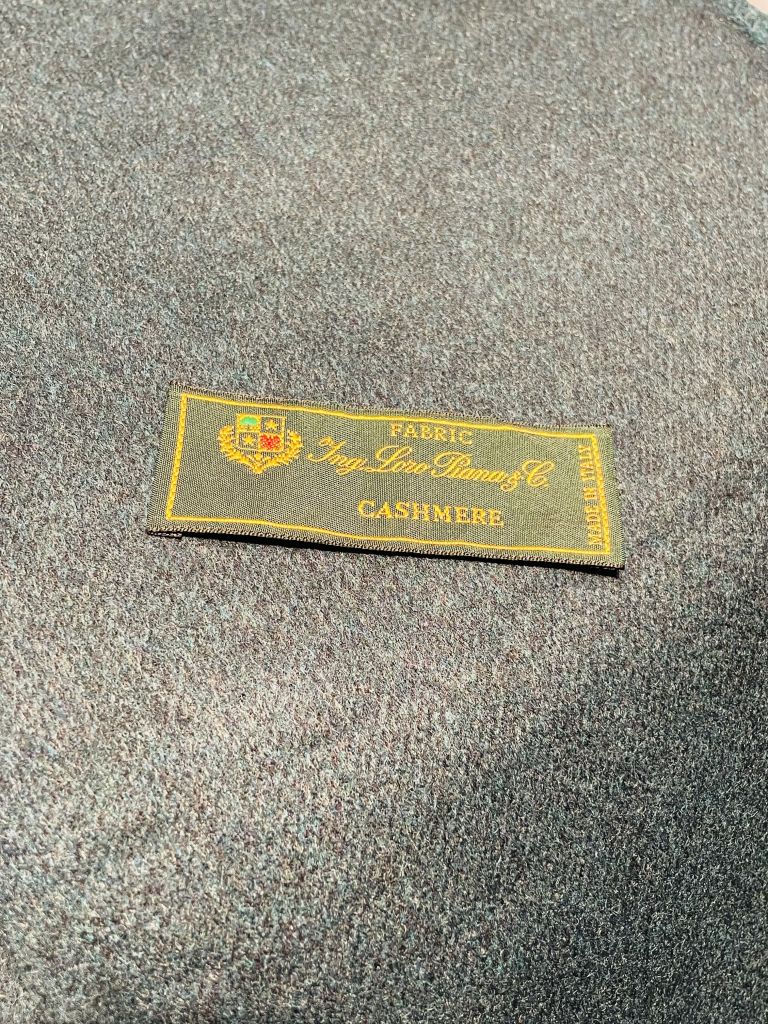 FABRIC
Ing. Loro Piana & C.
CASHMERE
MADE IN ITALY